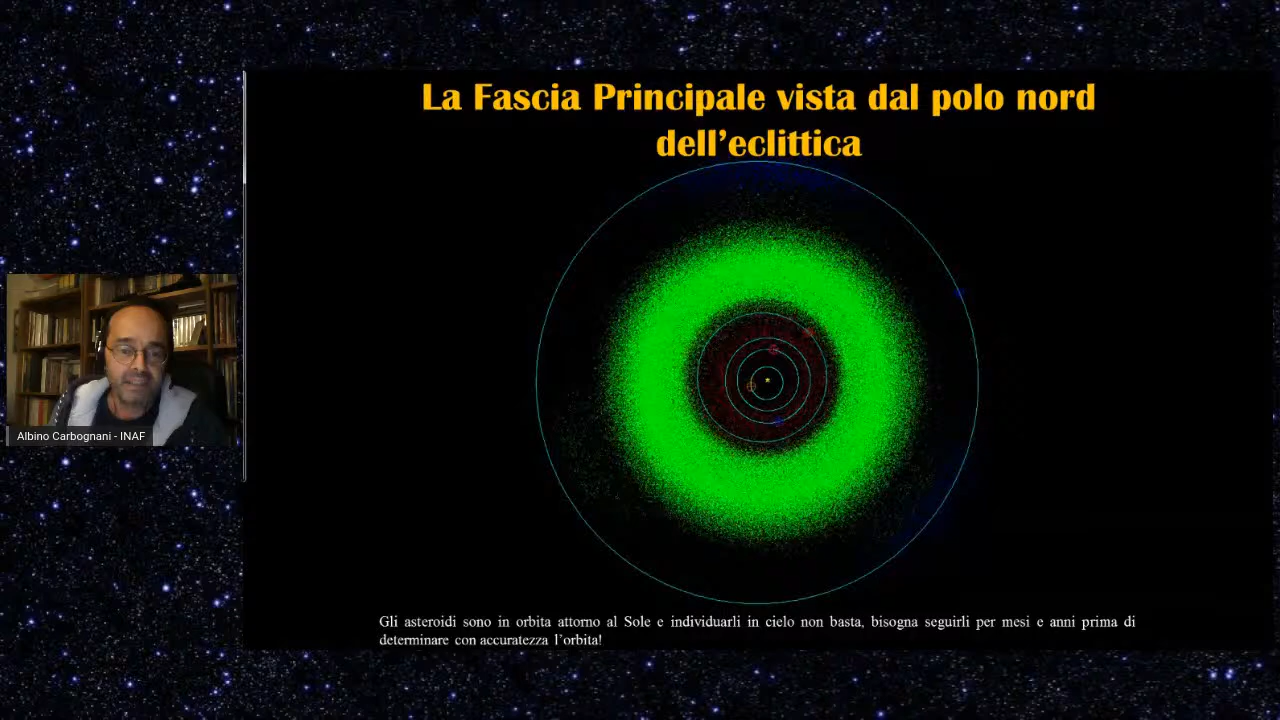 La Fascia Principale vista dal polo nord
dell’eclittica
Albino Carbognani - INAF
Gli asteroidi sono in orbita attorno al Sole e individuarli in cielo non basta, bisogna seguirli per mesi e anni prima di
determinare con accuratezza l’orbita!